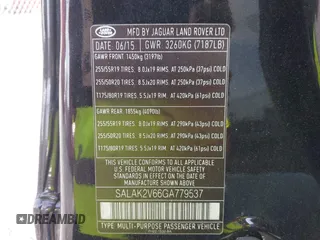 LAND ROVER
MFD. BY JAGUAR LAND ROVER LTD
DATE: 06/15 GWR 3260KG (7187LB)
GAWR FRONT: 1450kg (3197lb)
255/55R19 TIRES. 8.0Jx19 RIMS. AT 250kPa (37psi) COLD
255/50R20 TIRES. 8.5Jx20 RIMS. AT 250kPa (37psi) COLD
T175/80R19 TIRES. 5.5Jx19 RIM. AT 420kPa (61psi) COLD
GAWR REAR: 1855kg (4090lb)
255/55R19 TIRES. 8.0Jx19 RIMS. AT 290kPa (43psi) COLD
255/50R20 TIRES. 8.5Jx20 RIMS. AT 290kPa (43psi) COLD
T175/80R19 TIRES. 5.5Jx19 RIM. AT 420kPa (61psi) COLD
THIS VEHICLE CONFORMS TO ALL APPLICABLE
U.S. FEDERAL MOTOR VEHICLE SAFETY
STANDARDS IN EFFECT ON THE DATE OF
MANUFACTURE SHOWN ABOVE.
SALAK2V66GA779537
TYPE: MULTI-PURPOSE PASSENGER VEHICLE